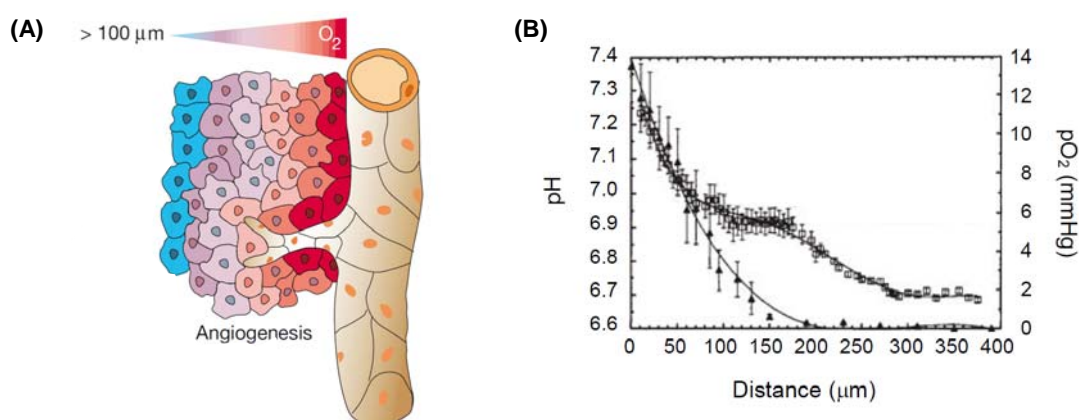 (A)
> 100 μm
O2
Angiogenesis
(B)
7.4
7.3
7.2
7.1
7.0
6.9
6.8
6.7
6.6
pH
14
12
10
8
6
4
2
0
pO2 (mmHg)
0 50 100 150 200 250 300 350 400
Distance (μm)